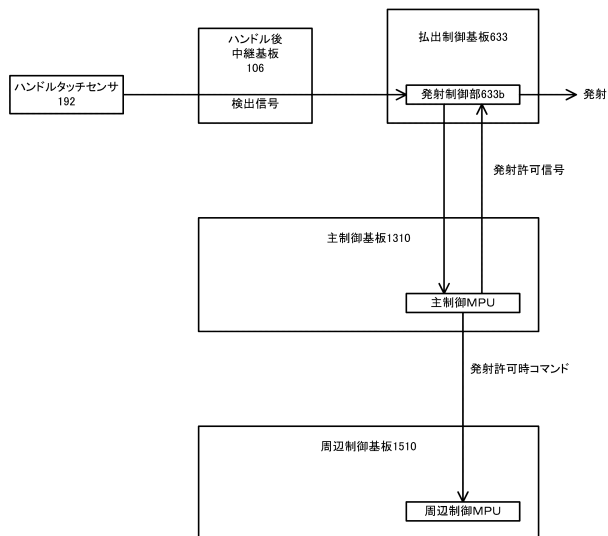 ハンドル後
中継基板
106
払出制御基板633
ハンドルタッチセンサ
192
検出信号
発射制御部633b
発射
発射許可信号
主制御基板1310
主制御MPU
発射許可時コマンド
周辺制御基板1510
周辺制御MPU